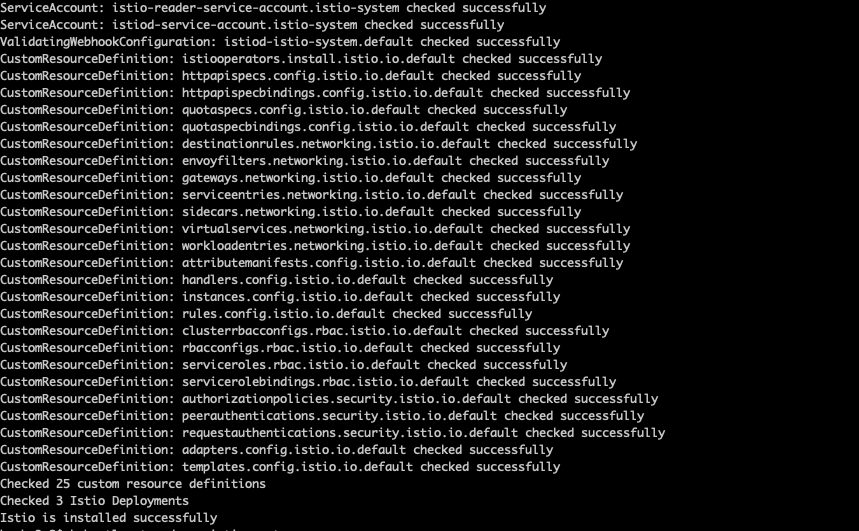 ServiceAccount: istio-reader-service-account.istio-system checked successfully
ServiceAccount: istiod-service-account.istio-system checked successfully
ValidatingWebhookConfiguration: istiod-istio-system.default checked successfully
CustomResourceDefinition: istiooperators.install.istio.io.default checked successfully
CustomResourceDefinition: httpapispecs.config.istio.io.default checked successfully
CustomResourceDefinition: httpapispecbindings.config.istio.io.default checked successfully
CustomResourceDefinition: quotaspecs.config.istio.io.default checked successfully
CustomResourceDefinition: quotaspecbindings.config.istio.io.default checked successfully
CustomResourceDefinition: destinationrules.networking.istio.io.default checked successfully
CustomResourceDefinition: envoyfilters.networking.istio.io.default checked successfully
CustomResourceDefinition: gateways.networking.istio.io.default checked successfully
CustomResourceDefinition: serviceentries.networking.istio.io.default checked successfully
CustomResourceDefinition: sidecars.networking.istio.io.default checked successfully
CustomResourceDefinition: virtualservices.networking.istio.io.default checked successfully
CustomResourceDefinition: workloadentries.networking.istio.io.default checked successfully
CustomResourceDefinition: attributemanifests.config.istio.io.default checked successfully
CustomResourceDefinition: handlers.config.istio.io.default checked successfully
CustomResourceDefinition: instances.config.istio.io.default checked successfully
CustomResourceDefinition: rules.config.istio.io.default checked successfully
CustomResourceDefinition: clusterrbacconfigs.rbac.istio.io.default checked successfully
CustomResourceDefinition: rbacconfigs.rbac.istio.io.default checked successfully
CustomResourceDefinition: serviceroles.rbac.istio.io.default checked successfully
CustomResourceDefinition: servicerolebindings.rbac.istio.io.default checked successfully
CustomResourceDefinition: authorizationpolicies.security.istio.io.default checked successfully
CustomResourceDefinition: peerauthentications.security.istio.io.default checked successfully
CustomResourceDefinition: requestauthentications.security.istio.io.default checked successfully
CustomResourceDefinition: adapters.config.istio.io.default checked successfully
CustomResourceDefinition: templates.config.istio.io.default checked successfully
Checked 25 custom resource definitions
Checked 3 Istio Deployments
Istio is installed successfully